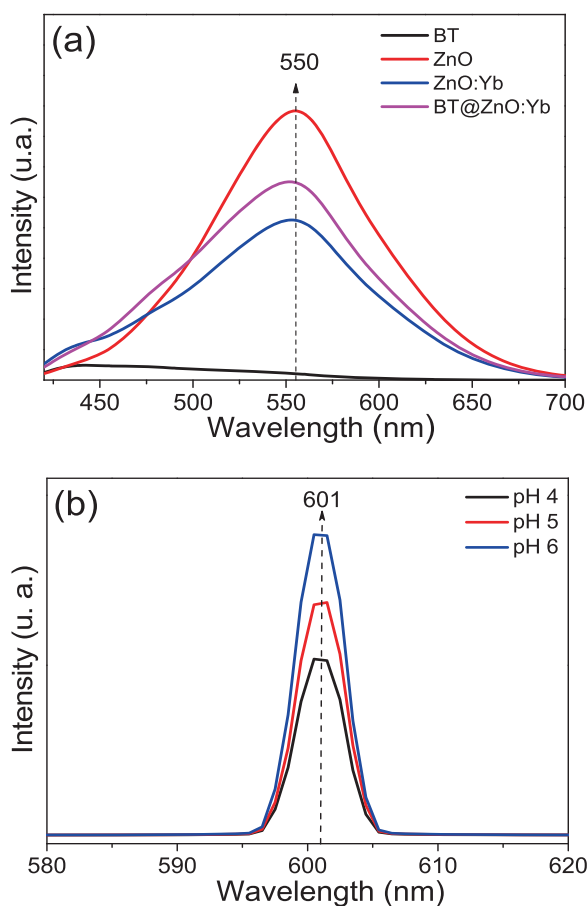 (a)
550
BT
ZnO
ZnO:Yb
BT@ZnO:Yb
Intensity (u.a.)
450 500 550 600 650 700
Wavelength (nm)
(b)
601
pH 4
pH 5
pH 6
Intensity (u. a.)
580 590 600 610 620
Wavelength (nm)